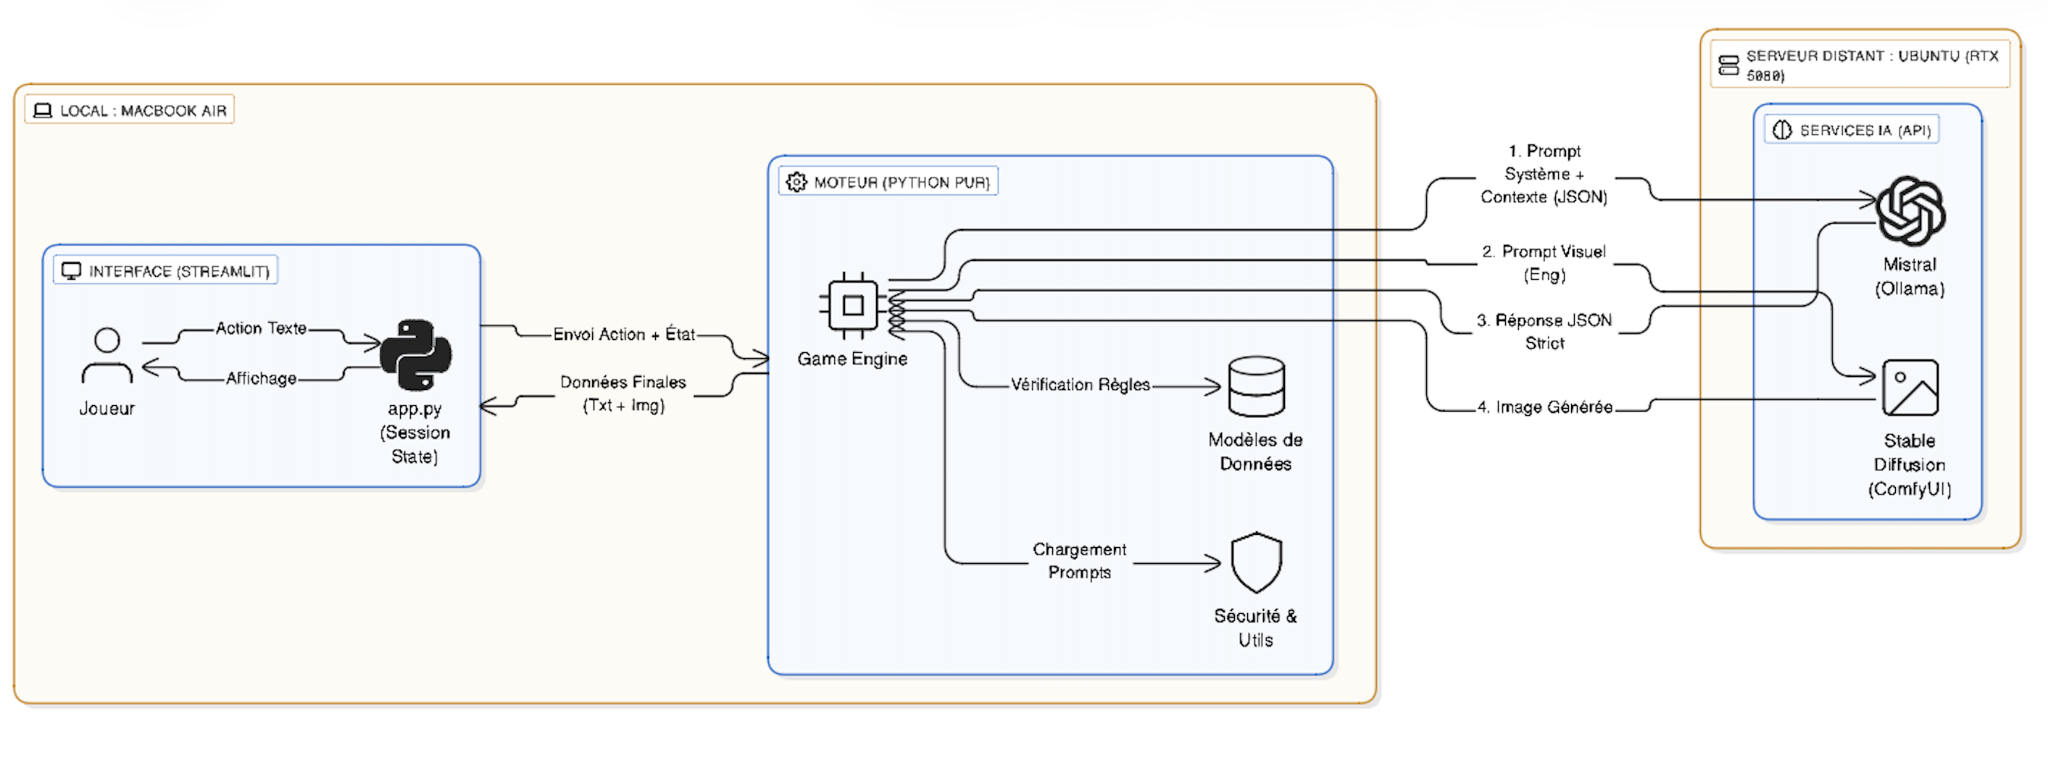 LOCAL : MACBOOK AIR
INTERFACE (STREAMLIT)
Joueur
Action Texte
Affichage
app.py
(Session
State)
Envoi Action + État
Données Finales
(Txt + Img)
MOTEUR (PYTHON PUR)
Game Engine
Vérification Règles
Modèles de
Données
Chargement
Prompts
Sécurité &
Utils
1. Prompt
Système +
Contexte (JSON)
2. Prompt Visuel
(Eng)
3. Réponse JSON
Strict
4. Image Générée
SERVEUR DISTANT : UBUNTU (RTX
5080)
SERVICES IA (API)
Mistral
(Ollama)
Stable
Diffusion
(ComfyUI)